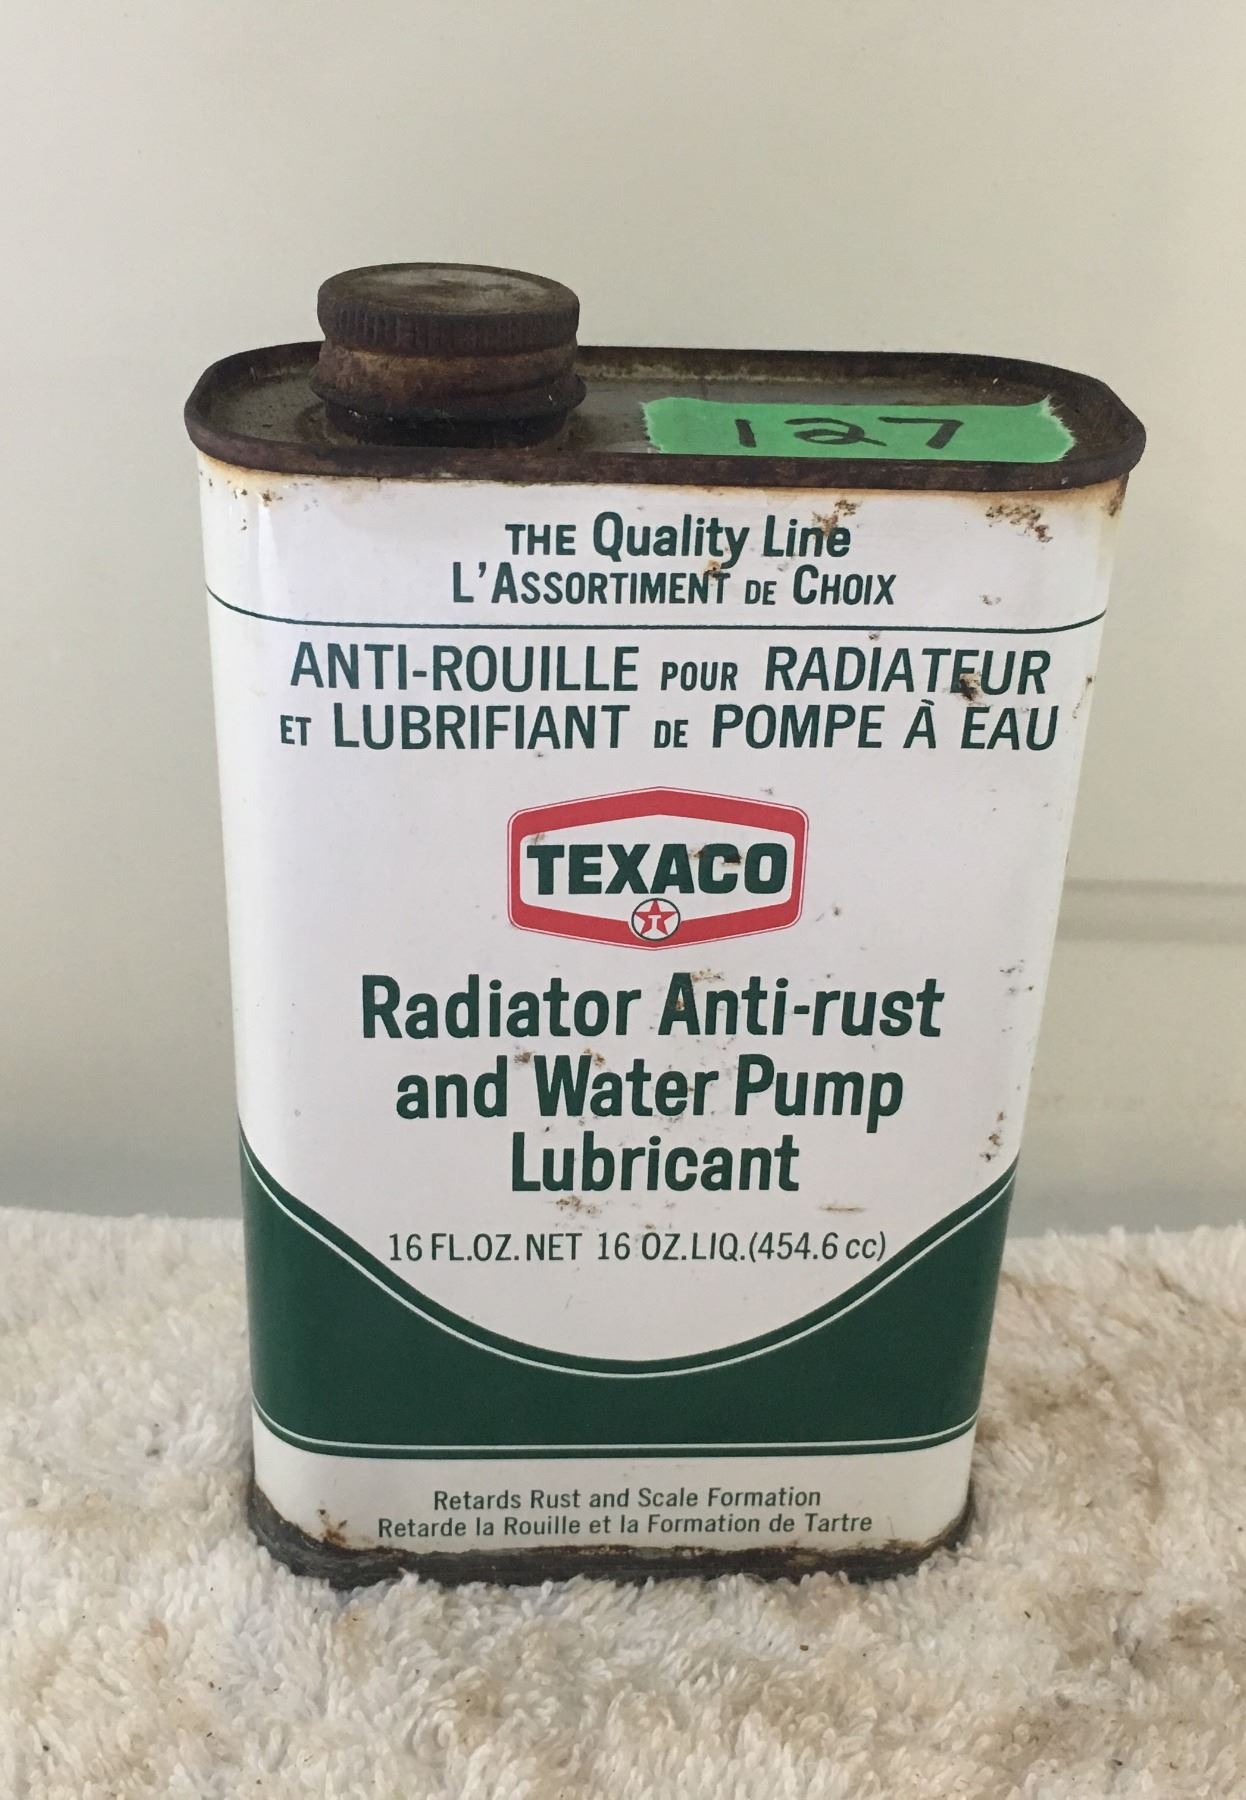 127
THE Quality Line
L'ASSORTIMENT DE CHOIX
ANTI-ROUILLE POUR RADIATEUR
ET LUBRIFIANT DE POMPE À EAU
TEXACO
T
Radiator Anti-rust
and Water Pump
Lubricant
16 FL.OZ. NET 16 OZ.LIQ.(454.6 cc)
Retards Rust and Scale Formation
Retarde la Rouille et la Formation de Tartre